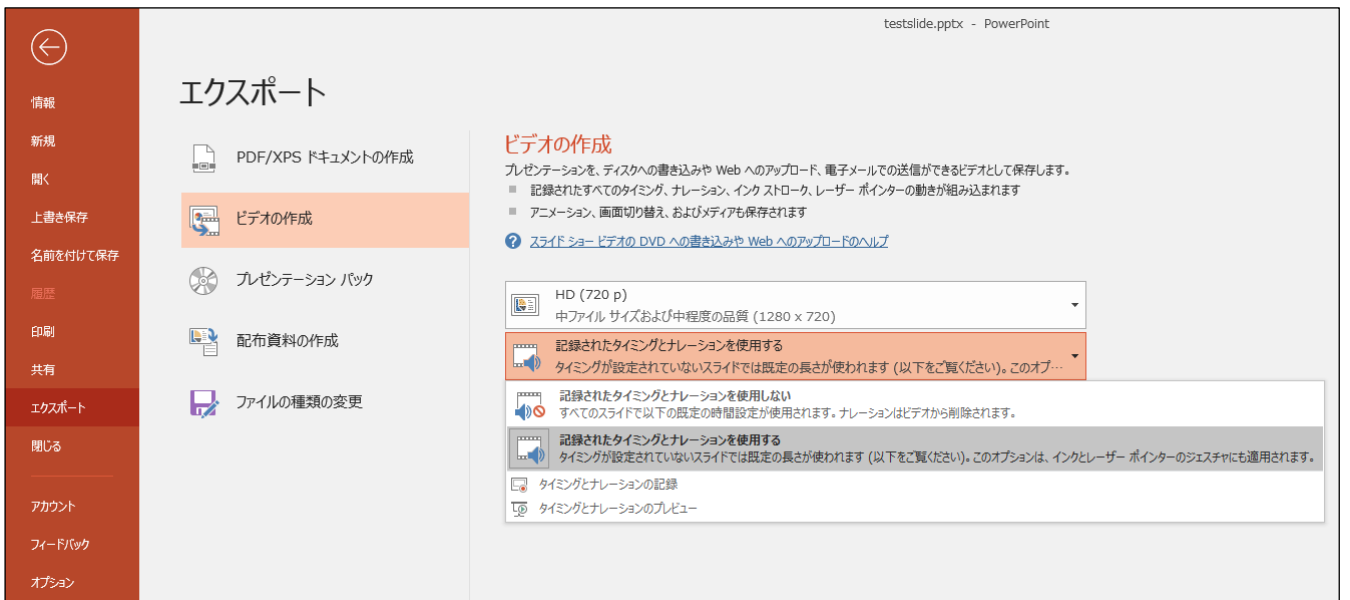 testslide.pptx - PowerPoint
情報
新規
開く
上書き保存
名前を付けて保存
履歴
印刷
共有
エクスポート
閉じる
アカウント
フィードバック
オプション
エクスポート
PDF/XPS ドキュメントの作成
ビデオの作成
プレゼンテーション パック
配布資料の作成
ファイルの種類の変更
ビデオの作成
プレゼンテーションを、ディスクへの書き込みや Web へのアップロード、電子メールでの送信ができるビデオとして保存します。
記録されたすべてのタイミング、ナレーション、インク ストローク、レーザー ポインターの動きが組み込まれます
アニメーション、画面切り替え、およびメディアも保存されます
スライド ショー ビデオの DVD への書き込みや Web へのアップロードのヘルプ
HD (720 p)
中ファイル サイズおよび中程度の品質 (1280 x 720)
記録されたタイミングとナレーションを使用する
タイミングが設定されていないスライドでは既定の長さが使われます (以下をご覧ください)。このオプ…
記録されたタイミングとナレーションを使用しない
すべてのスライドで以下の既定の時間設定が使用されます。ナレーションはビデオから削除されます。
記録されたタイミングとナレーションを使用する
タイミングが設定されていないスライドでは既定の長さが使われます (以下をご覧ください)。このオプションは、インクとレーザー ポインターのジェスチャにも適用されます。
タイミングとナレーションの記録
タイミングとナレーションのプレビュー